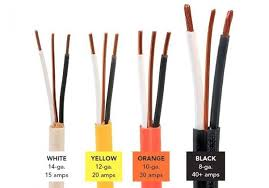 WHITE
14-ga.
15 amps
YELLOW
12-ga.
20 amps
ORANGE
10-ga.
30 amps
BLACK
8-ga.
40+ amps